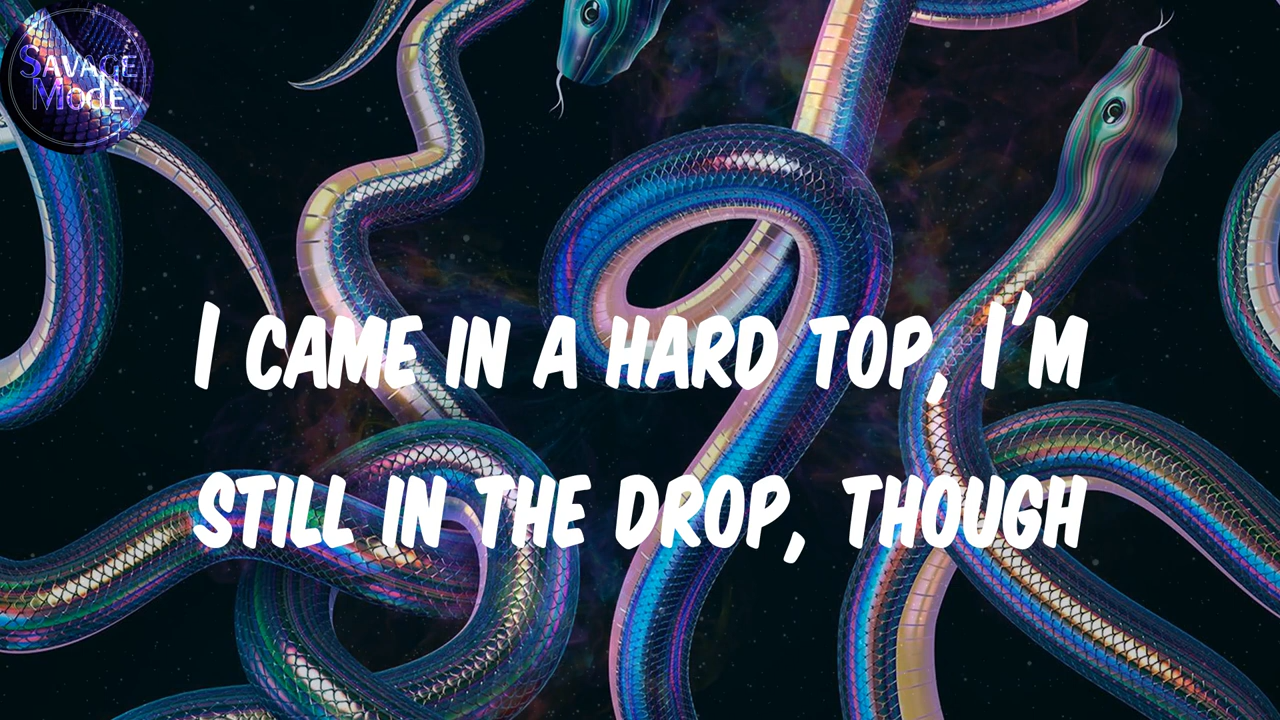 SAVAGE
MODE
I CAME IN A HARD TOP, I'M
STILL IN THE DROP, THOUGH